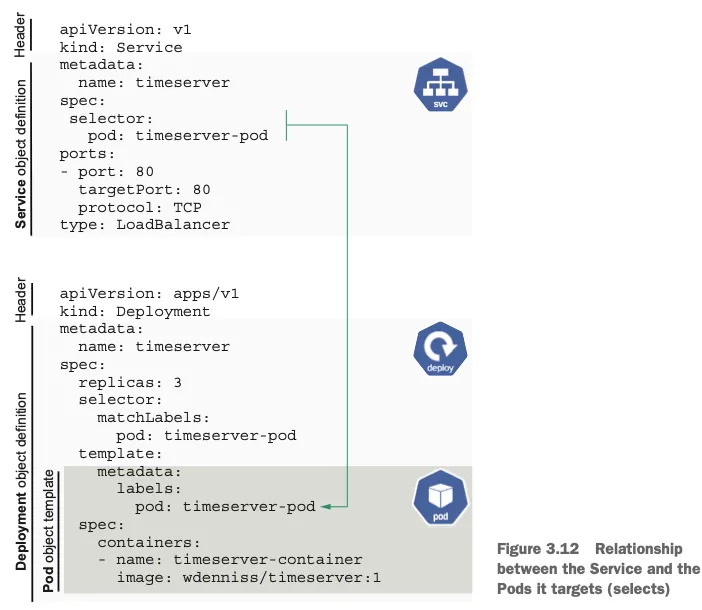 Header
apiVersion: v1
kind: Service
Service object definition
metadata:
name: timeserver
spec:
selector:
pod: timeserver-pod
ports:
- port: 80
targetPort: 80
protocol: TCP
type: LoadBalancer
svc
Header
apiVersion: apps/v1
kind: Deployment
Deployment object definition
metadata:
name: timeserver
spec:
replicas: 3
selector:
matchLabels:
pod: timeserver-pod
template:
deploy
Pod object template
metadata:
labels:
pod: timeserver-pod
spec:
containers:
- name: timeserver-container
image: wdenniss/timeserver:1
pod
Figure 3.12 Relationship
between the Service and the
Pods it targets (selects)